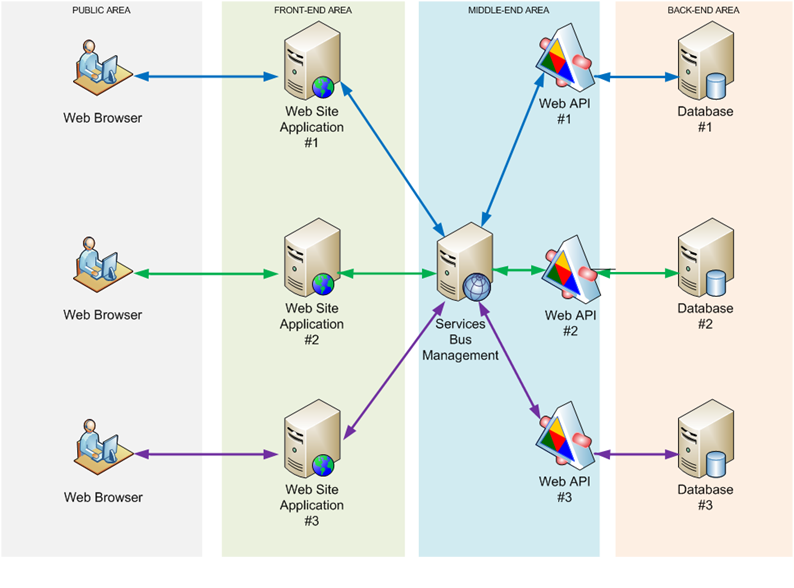 PUBLIC AREA
FRONT-END AREA
MIDDLE-END AREA
BACK-END AREA
Web Browser
Web Site
Application
#1
Web API
#1
Database
#1
Web Browser
Web Site
Application
#2
Services
Bus
Management
Web API
#2
Database
#2
Web Browser
Web Site
Application
#3
Web API
#3
Database
#3